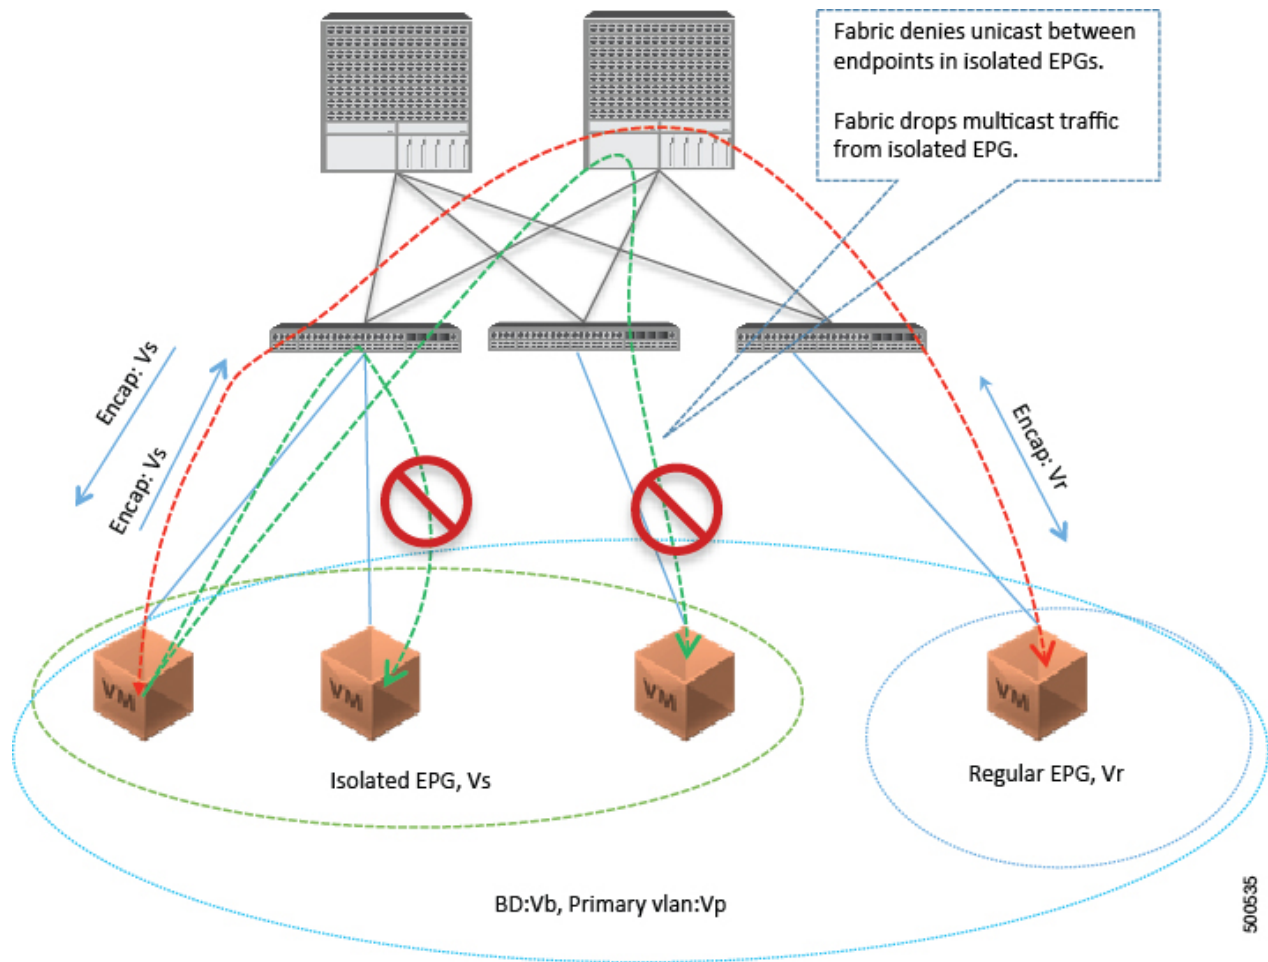 Fabric denies unicast between
endpoints in isolated EPGs.
Fabric drops multicast traffic
from isolated EPG.
Encap: Vs
Encap: Vs
Encap: Vr
VM
VM
VM
VM
Isolated EPG, Vs
Regular EPG, Vr
BD:Vb, Primary vlan:Vp
500535